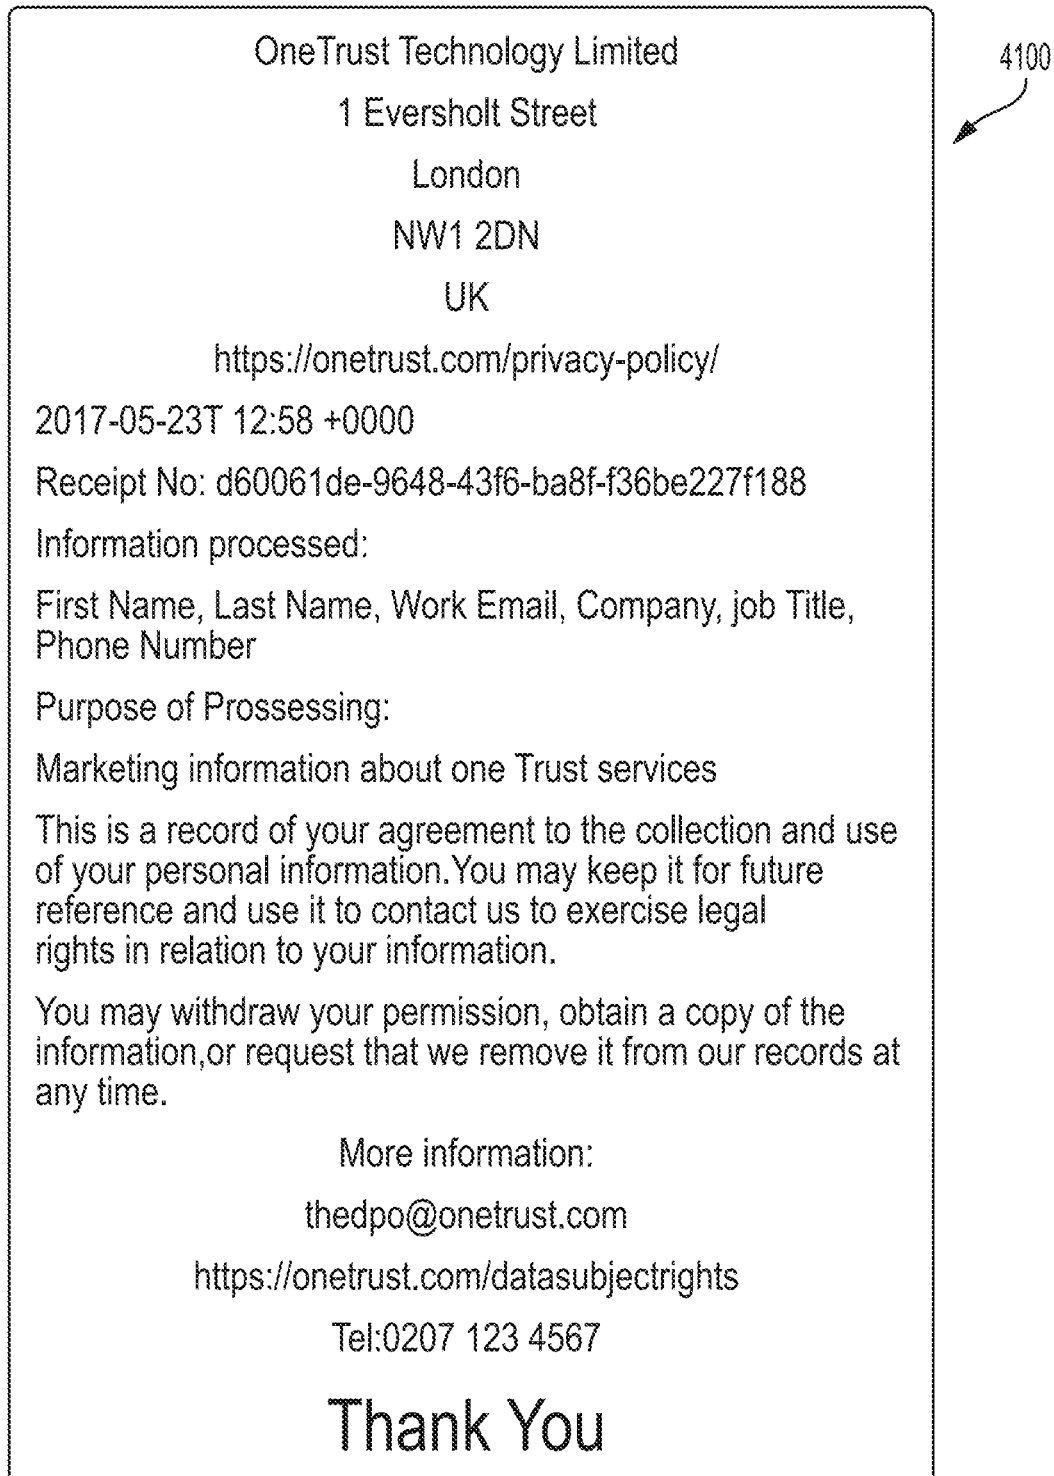 OneTrust Technology Limited
4100
1 Eversholt Street
London
NW1 2DN
UK
https://onetrust.com/privacy-policy/
2017-05-23T 12:58 +0000
Receipt No: d60061de-9648-43f6-ba8f-f36be227f188
Information processed:
First Name, Last Name, Work Email, Company, job Title,
Phone Number
Purpose of Prossessing:
Marketing information about one Trust services
This is a record of your agreement to the collection and use
of your personal information.You may keep it for future
reference and use it to contact us to exercise legal
rights in relation to your information.
You may withdraw your permission, obtain a copy of the
information,or request that we remove it from our records at
any time.
More information:
thedpo@onetrust.com
https://onetrust.com/datasubjectrights
Tel:0207 123 4567
Thank You